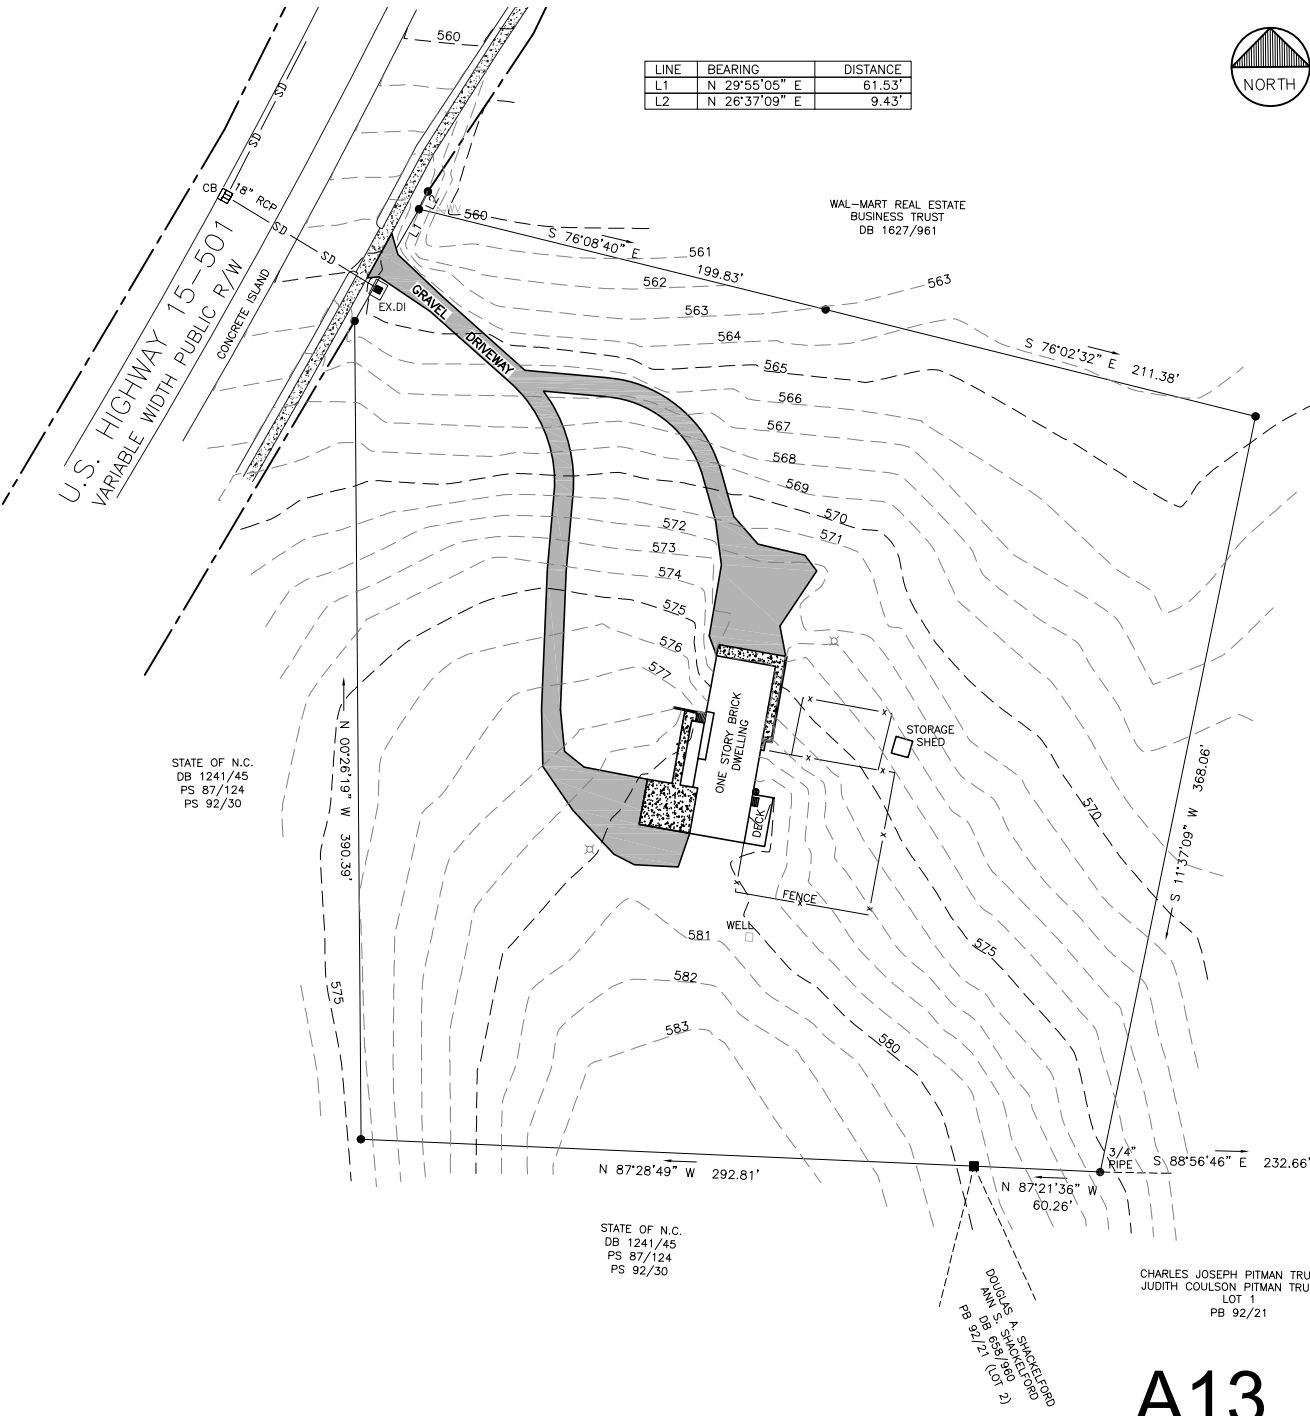 560
LINE BEARING DISTANCE
L1 N 29°55'05" E 61.53'
L2 N 26°37'09" E 9.43'
NORTH
SD
SD
CB
18" RCP
SD
SD
L2
L1
WV
560
S 76°08'40" E
199.83'
WAL-MART REAL ESTATE
BUSINESS TRUST
DB 1627/961
U.S. HIGHWAY 15-501
VARIABLE WIDTH PUBLIC R/W
CONCRETE ISLAND
EX.DI
GRAVEL
DRIVEWAY
561
562
563
563
564
565
566
567
568
569
570
571
S 76°02'32" E 211.38'
572
573
574
575
576
577
ONE STORY BRICK
DWELLING
x
x
STORAGE
SHED
x
x
DECK
x
x
FENCE
x
x
WELL
570
575
580
S 11°37'09" W 368.06'
STATE OF N.C.
DB 1241/45
PS 87/124
PS 92/30
N 00°26'19" W 390.39'
575
581
582
583
N 87°28'49" W 292.81'
3/4"
PIPE
S 88°56'46" E 232.66'
N 87°21'36" W
60.26'
STATE OF N.C.
DB 1241/45
PS 87/124
PS 92/30
DOUGLAS A. SHACKELFORD
ANN S. SHACKELFORD
DB 658/960
PB 92/21 (LOT 2)
CHARLES JOSEPH PITMAN TRU
JUDITH COULSON PITMAN TRU
LOT 1
PB 92/21
A13